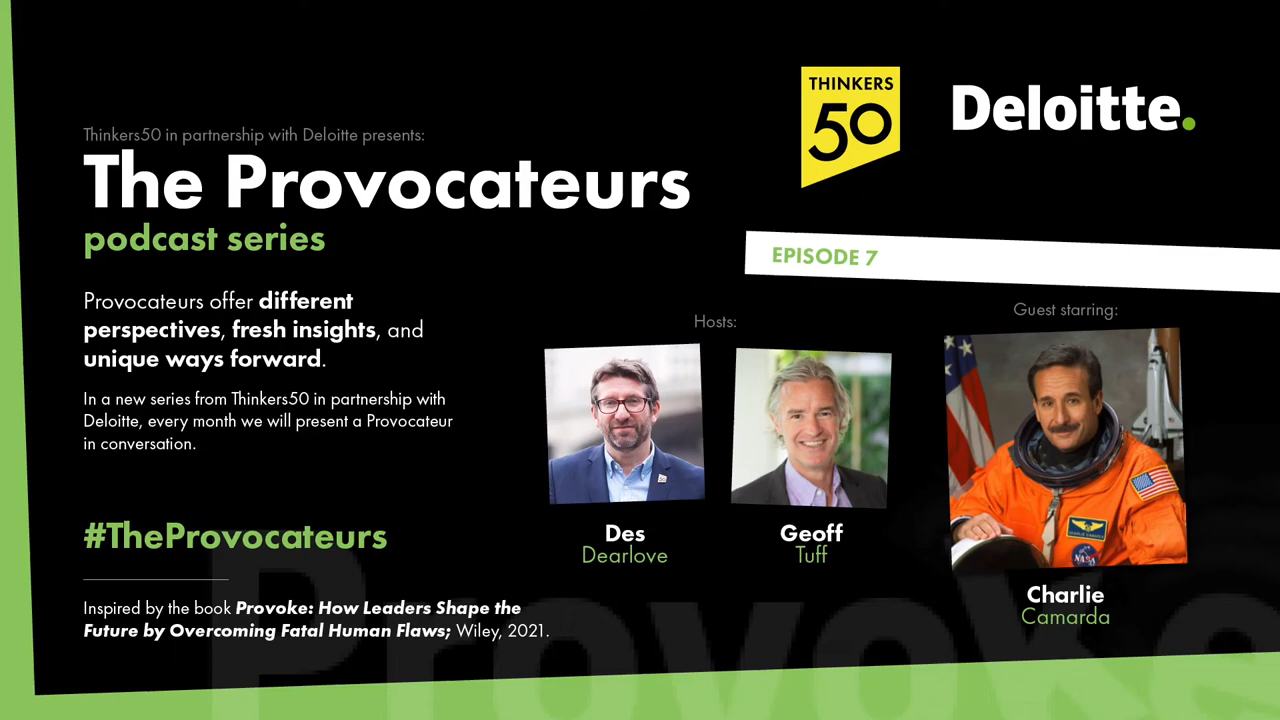 Thinkers50 in partnership with Deloitte presents:
The Provocateurs
podcast series
THINKERS
50
Deloitte.
EPISODE 7
Provocateurs offer different
perspectives, fresh insights, and
unique ways forward.
In a new series from Thinkers50 in partnership with
Deloitte, every month we will present a Provocateur
in conversation.
#TheProvocateurs
Inspired by the book Provoke: How Leaders Shape the
Future by Overcoming Fatal Human Flaws; Wiley, 2021.
Hosts:
Des
Dearlove
Geoff
Tuff
Guest starring:
CHARLIE CAMARDA
NASA
Charlie
Camarda
Provoke